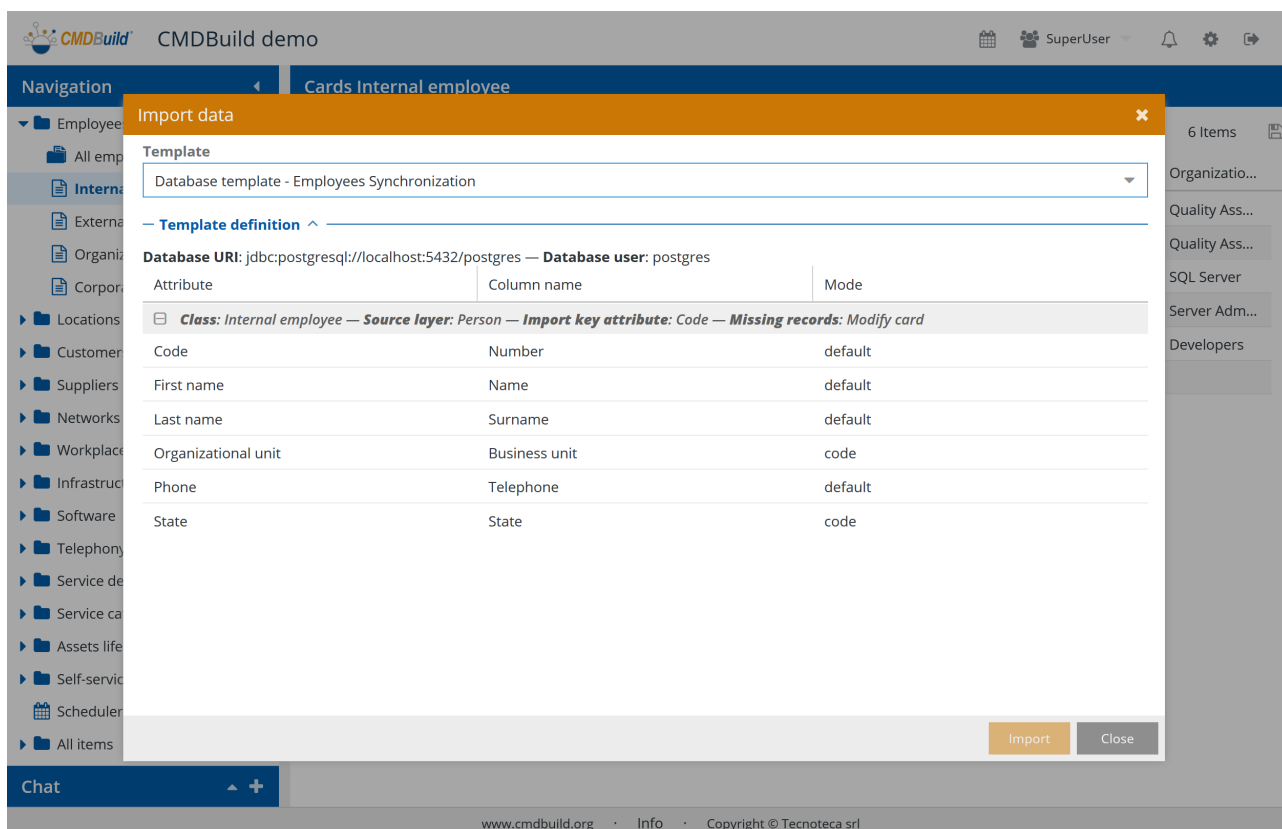 CMDBuild CMDBuild demo SuperUser
Navigation
Cards Internal employee
Import data
6 Items
Employee
All emp
Interna
Externa
Organiz
Corpora
Locations
Customer
Suppliers
Networks
Workplace
Infrastruct
Software
Telephony
Service de
Service ca
Assets life
Self-servic
Scheduler
All items
Chat
Template
Database template - Employees Synchronization
Template definition
Database URI: jdbc:postgresql://localhost:5432/postgres — Database user: postgres
Attribute Column name Mode
Class: Internal employee — Source layer: Person — Import key attribute: Code — Missing records: Modify card
Code Number default
First name Name default
Last name Surname default
Organizational unit Business unit code
Phone Telephone default
State State code
Import Close
Organizatio...
Quality Ass...
Quality Ass...
SQL Server
Server Adm...
Developers
www.cmdbuild.org · Info · Copyright © Tecnoteca srl